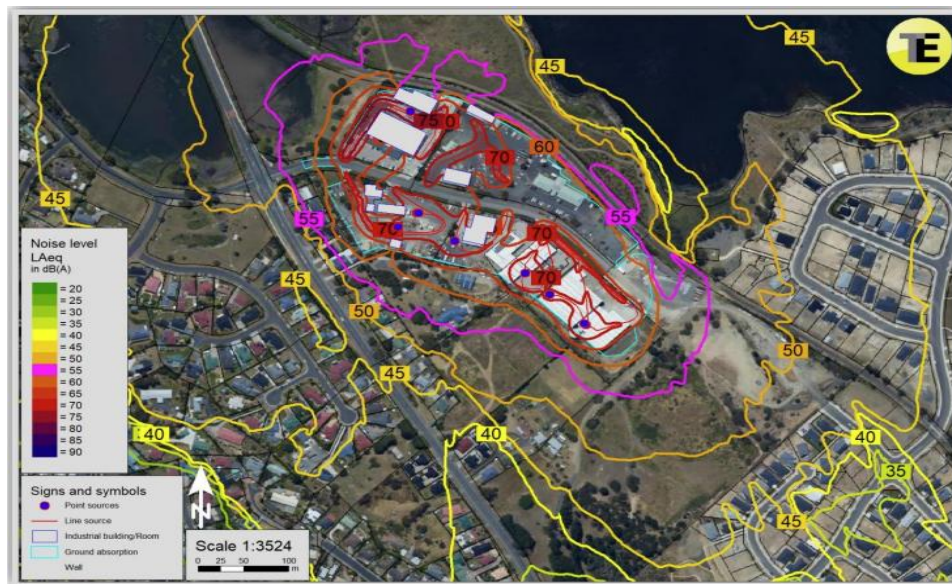 45
45
TE
45
75
0
60
70
45
55
55
70
70
70
45
50
50
45
40
40
40
35
45
Noise level
LAeq
in dB(A)
= 20
= 25
= 30
= 35
= 40
= 45
= 50
= 55
= 60
= 65
= 70
= 75
= 80
= 85
= 90
Signs and symbols
Point sources
Line source
Industrial building/Room
Ground absorption
Wall
N
Scale 1:3524
0 50 100
m